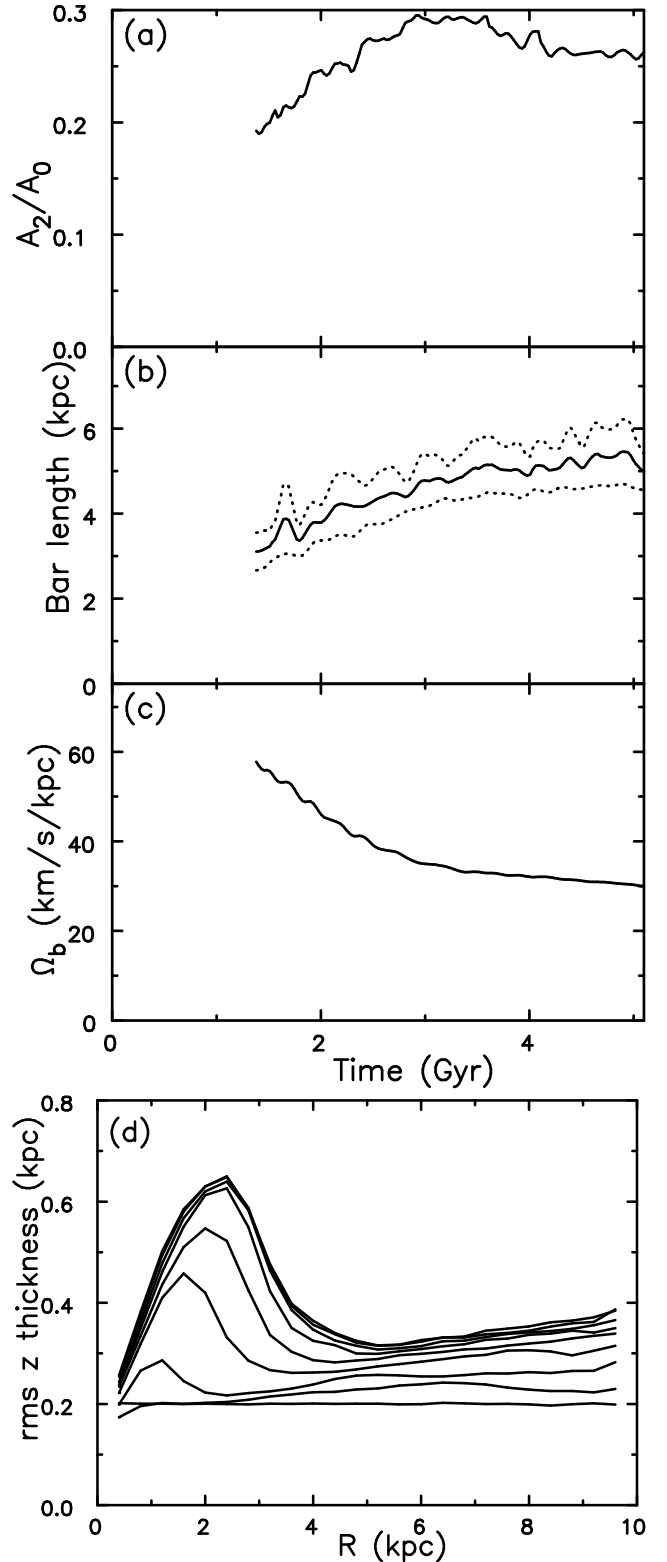 (a)
0.3
0.2
0.1
0.0
A2/A0
(b)
6
4
2
0
Bar length (kpc)
(c)
60
40
20
0
Ωb (km/s/kpc)
0 2 4
Time (Gyr)
(d)
0.8
0.6
0.4
0.2
0.0
rms z thickness (kpc)
0 2 4 6 8 10
R (kpc)